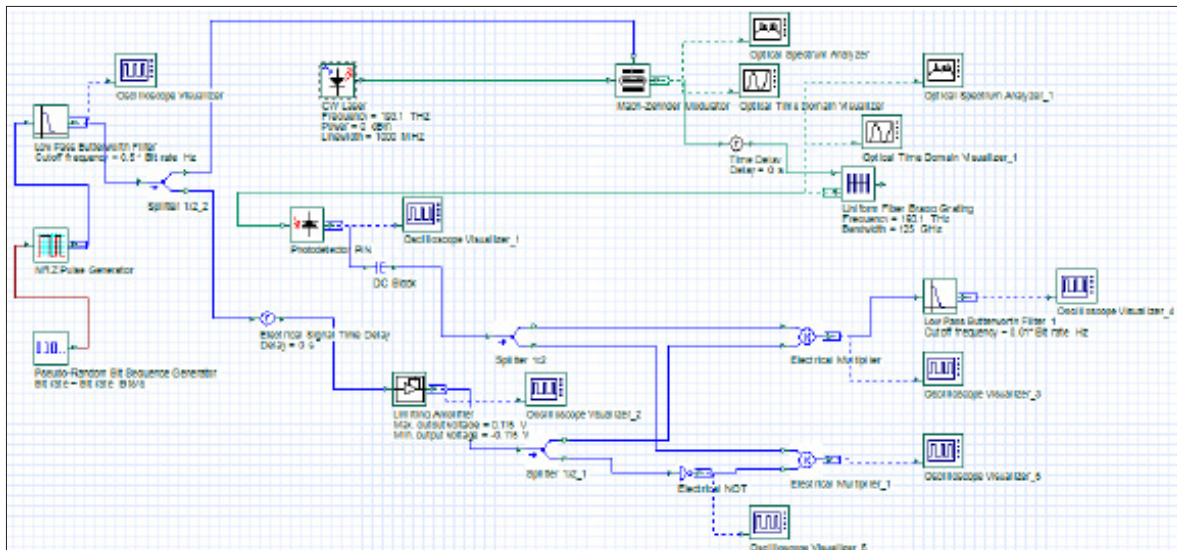 Optical Spectrum Analyzer
Optical Spectrum Analyzer_1
Oscilloscope Visualizer
CW Laser
Frequency = 193.1 THz
Power = 0 dBm
Linewidth = 1000 MHz
Mach-Zehnder Modulator
Optical Time Domain Visualizer
Low Pass Butterworth Filter
Cutoff frequency = 0.5 * Bit rate Hz
Time Delay
Delay = 0 s
Optical Time Domain Visualizer_1
Splitter 1x2_2
Uniform Fiber Bragg Grating
Frequency = 193.1 THz
Bandwidth = 125 GHz
Photodetector PIN
Oscilloscope Visualizer_1
NRZ Pulse Generator
DC Block
Low Pass Butterworth Filter_1
Cutoff frequency = 0.01* Bit rate Hz
Oscilloscope Visualizer_4
Electrical Signal Time Delay
Delay = 0 s
Splitter 1x2
Electrical Multiplier
Pseudo-Random Bit Sequence Generator
Bit rate = Bit rate Bits/s
Oscilloscope Visualizer_3
Limiting Amplifier
Max. output voltage = 0.715 V
Min. output voltage = -0.715 V
Oscilloscope Visualizer_2
Splitter 1x2_1
Electrical NOT
Electrical Multiplier_1
Oscilloscope Visualizer_5
Oscilloscope Visualizer_6